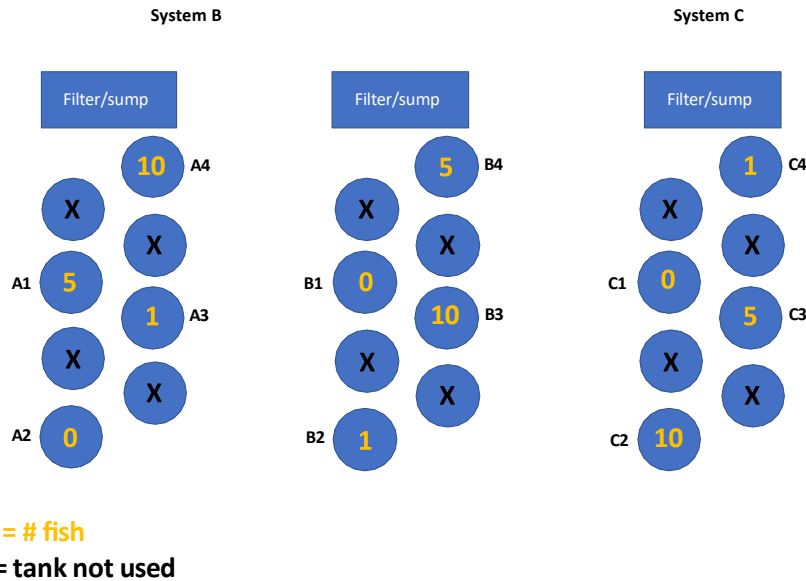 System B System C
Filter/sump Filter/sump Filter/sump
10 A4 5 B4 1 C4
X X X
X X X
A1 5 B1 0 C1 0
1 A3 10 B3 5 C3
X X X
X X X
A2 0 B2 1 C2 10
= # fish
= tank not used